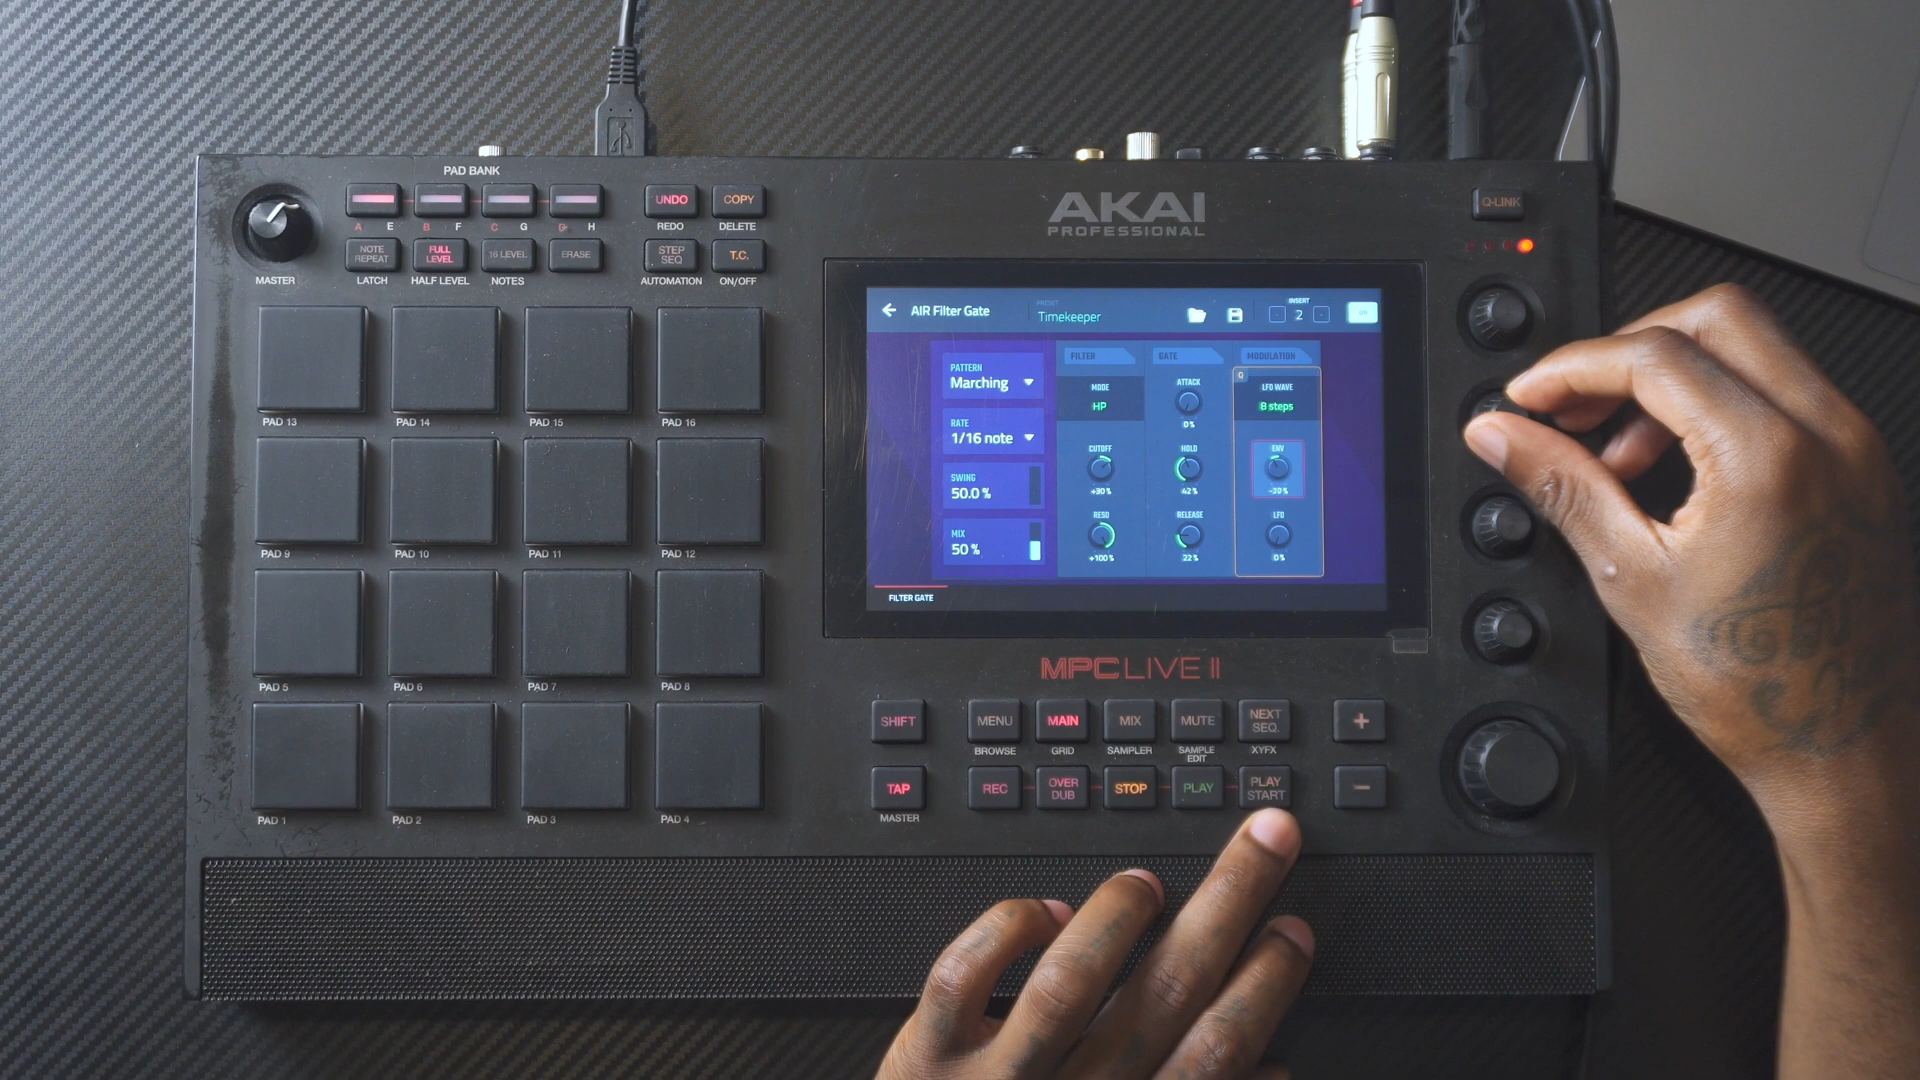 PAD BANK
A E B F C G D H
UNDO COPY
REDO DELETE
NOTE REPEAT
FULL LEVEL
16 LEVEL
ERASE
STEP SEQ
T.C.
MASTER
LATCH
HALF LEVEL
NOTES
AUTOMATION
ON/OFF
PAD 13
PAD 14
PAD 15
PAD 16
PAD 9
PAD 10
PAD 11
PAD 12
PAD 5
PAD 6
PAD 7
PAD 8
PAD 1
PAD 2
PAD 3
PAD 4
AKAI
PROFESSIONAL
Q-LINK
AIR Filter Gate
PRESET
Timekeeper
INSERT
2
PATTERN
Marching
RATE
1/16 note
SWING
50.0 %
MIX
50 %
FILTER
MODE
HP
CUTOFF
+30 %
RESO
+100 %
GATE
ATTACK
0 %
HOLD
42 %
RELEASE
22 %
MODULATION
Q
LFO WAVE
8 steps
ENV
-30 %
LFO
0 %
FILTER GATE
MPC LIVE II
SHIFT
MENU
MAIN
MIX
MUTE
NEXT SEQ.
+
BROWSE
GRID
SAMPLER
SAMPLE EDIT
XYFX
TAP
REC
OVER DUB
STOP
PLAY
PLAY START
−
MASTER